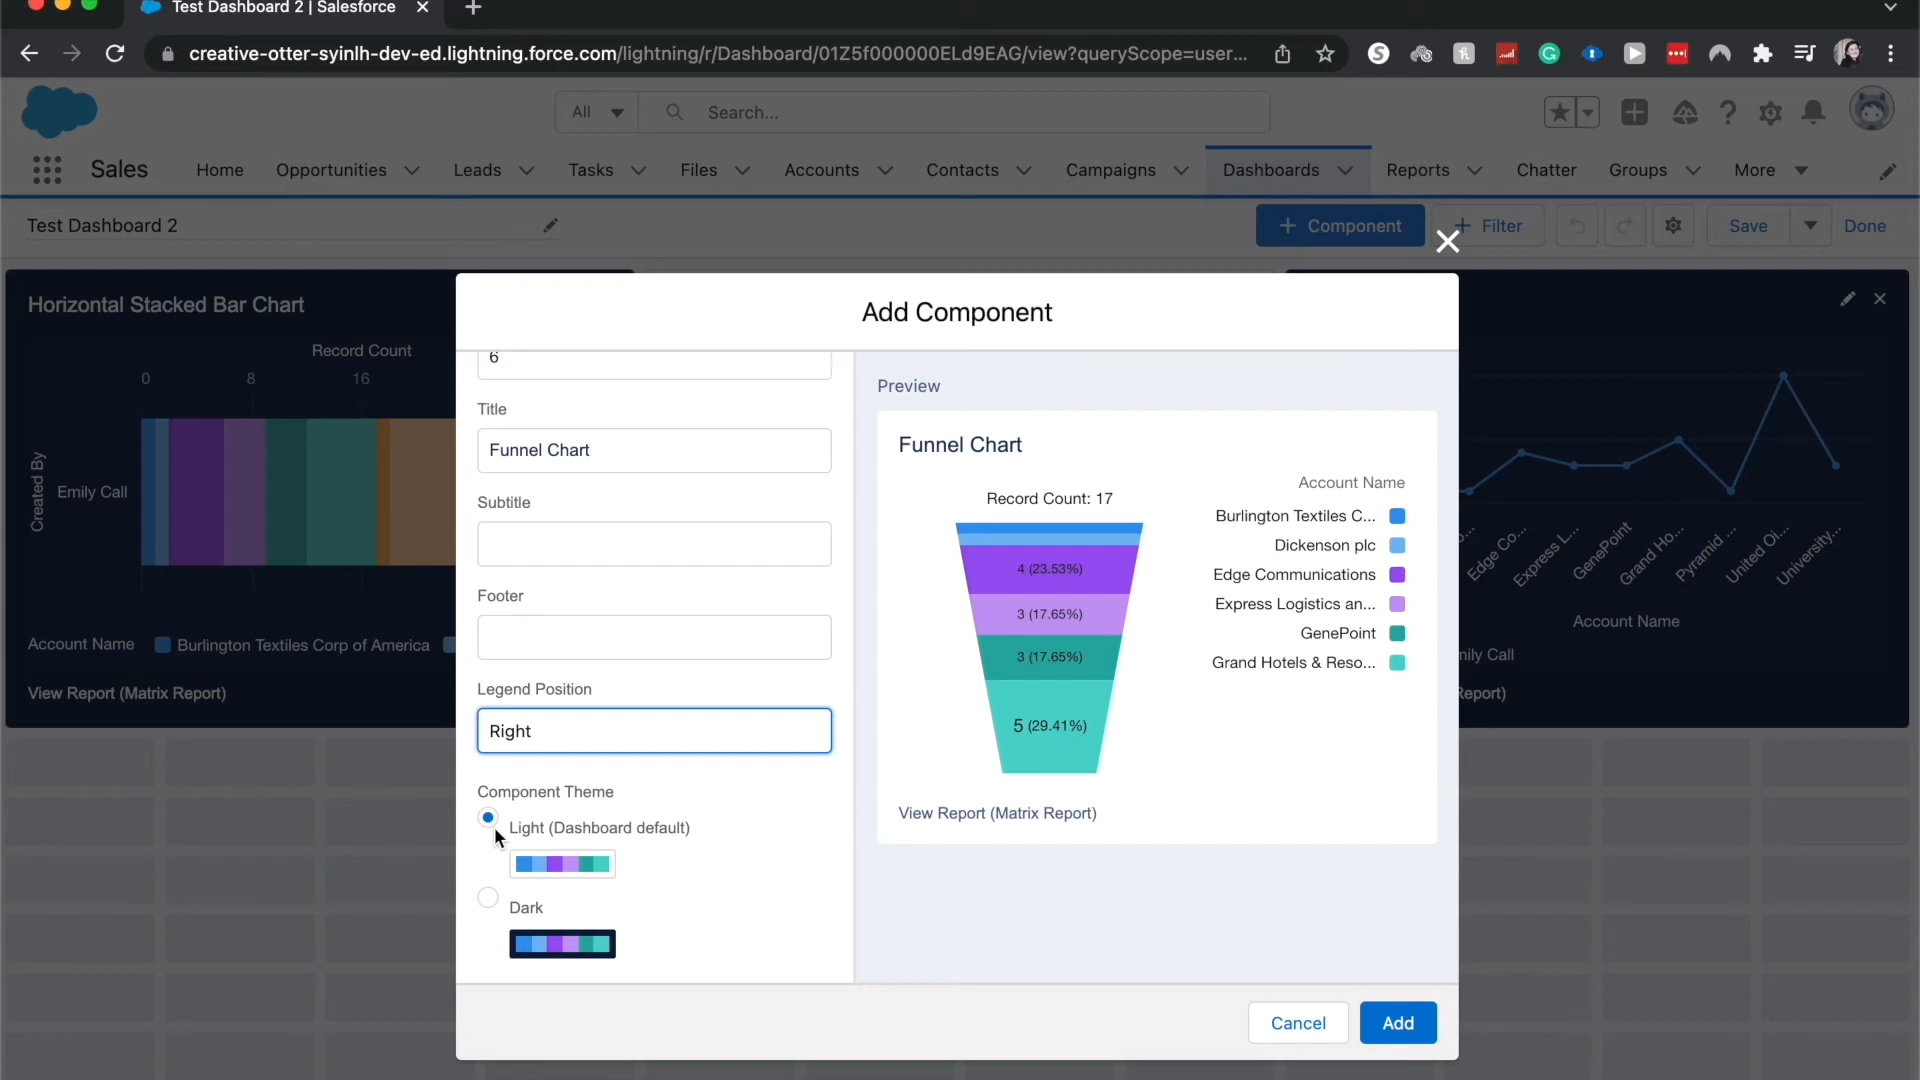 Test Dashboard 2 | Salesforce
creative-otter-syinlh-dev-ed.lightning.force.com/lightning/r/Dashboard/01Z5f000000ELd9EAG/view?queryScope=user...
All Search...
Sales Home Opportunities Leads Tasks Files Accounts Contacts Campaigns Dashboards Reports Chatter Groups More
Test Dashboard 2
+ Component + Filter Save Done
Horizontal Stacked Bar Chart
Record Count
0 8 16
Created By
Emily Call
Account Name Burlington Textiles Corp of America
View Report (Matrix Report)
Add Component
6
Title
Funnel Chart
Subtitle
Footer
Legend Position
Right
Component Theme
Light (Dashboard default)
Dark
Preview
Funnel Chart
Record Count: 17
4 (23.53%)
3 (17.65%)
3 (17.65%)
5 (29.41%)
Account Name
Burlington Textiles C...
Dickenson plc
Edge Communications
Express Logistics an...
GenePoint
Grand Hotels & Reso...
View Report (Matrix Report)
Cancel Add
Edge Co...
Express L...
GenePoint
Grand Ho...
Pyramid ...
United Oi...
University...
Account Name
mily Call
Report)